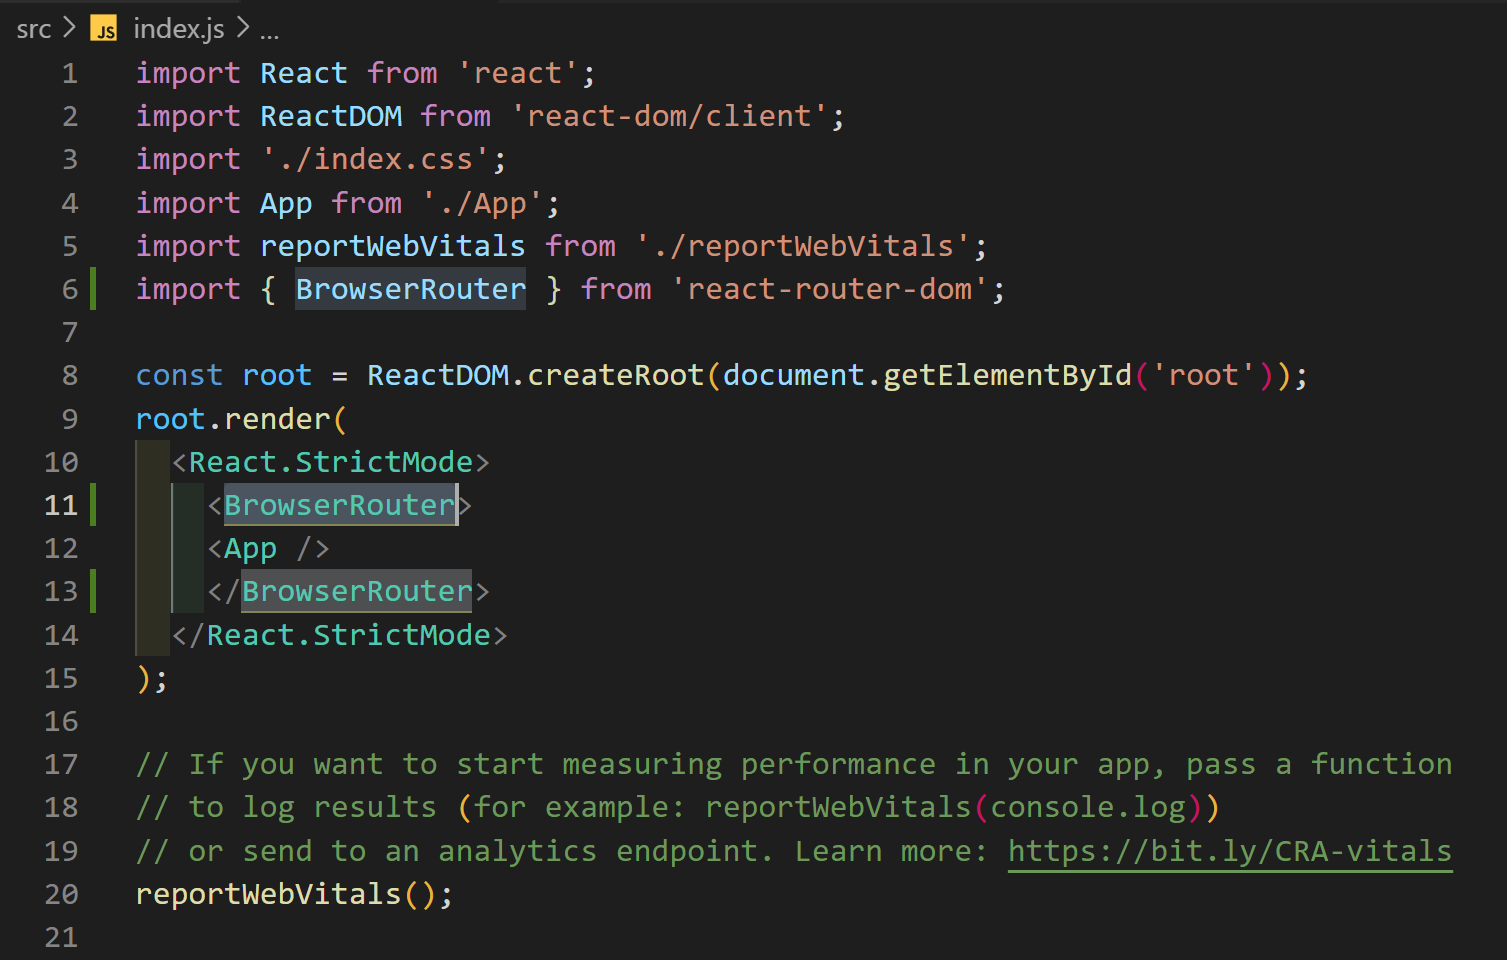 src > JS index.js > ...
1 import React from 'react';
2 import ReactDOM from 'react-dom/client';
3 import './index.css';
4 import App from './App';
5 import reportWebVitals from './reportWebVitals';
6 import { BrowserRouter } from 'react-router-dom';
7
8 const root = ReactDOM.createRoot(document.getElementById('root'));
9 root.render(
10   <React.StrictMode>
11     <BrowserRouter>
12     <App />
13     </BrowserRouter>
14   </React.StrictMode>
15 );
16
17 // If you want to start measuring performance in your app, pass a function
18 // to log results (for example: reportWebVitals(console.log))
19 // or send to an analytics endpoint. Learn more: https://bit.ly/CRA-vitals
20 reportWebVitals();
21